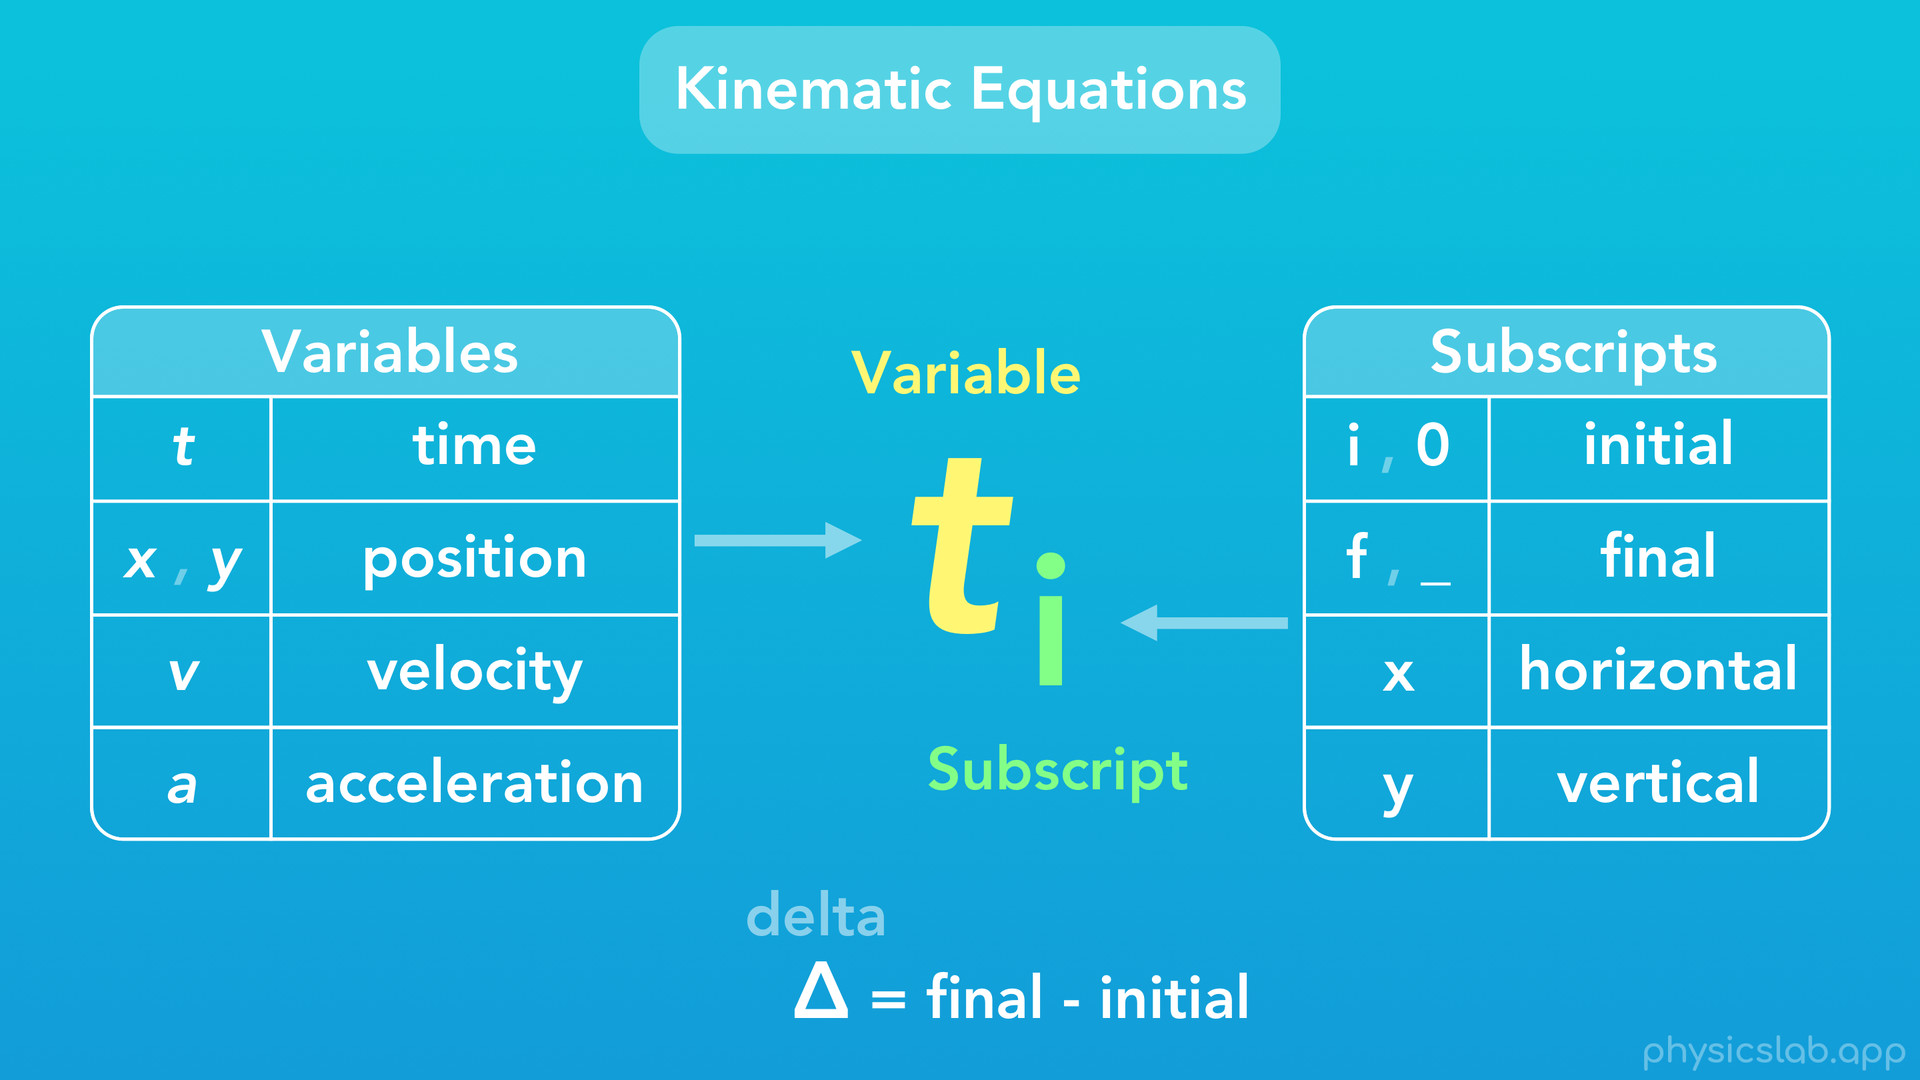 Kinematic Equations
Variables
t time
x , y position
v velocity
a acceleration
Variable
t i
Subscript
Subscripts
i , 0 initial
f , _ final
x horizontal
y vertical
delta
Δ = final - initial
physicslab.app